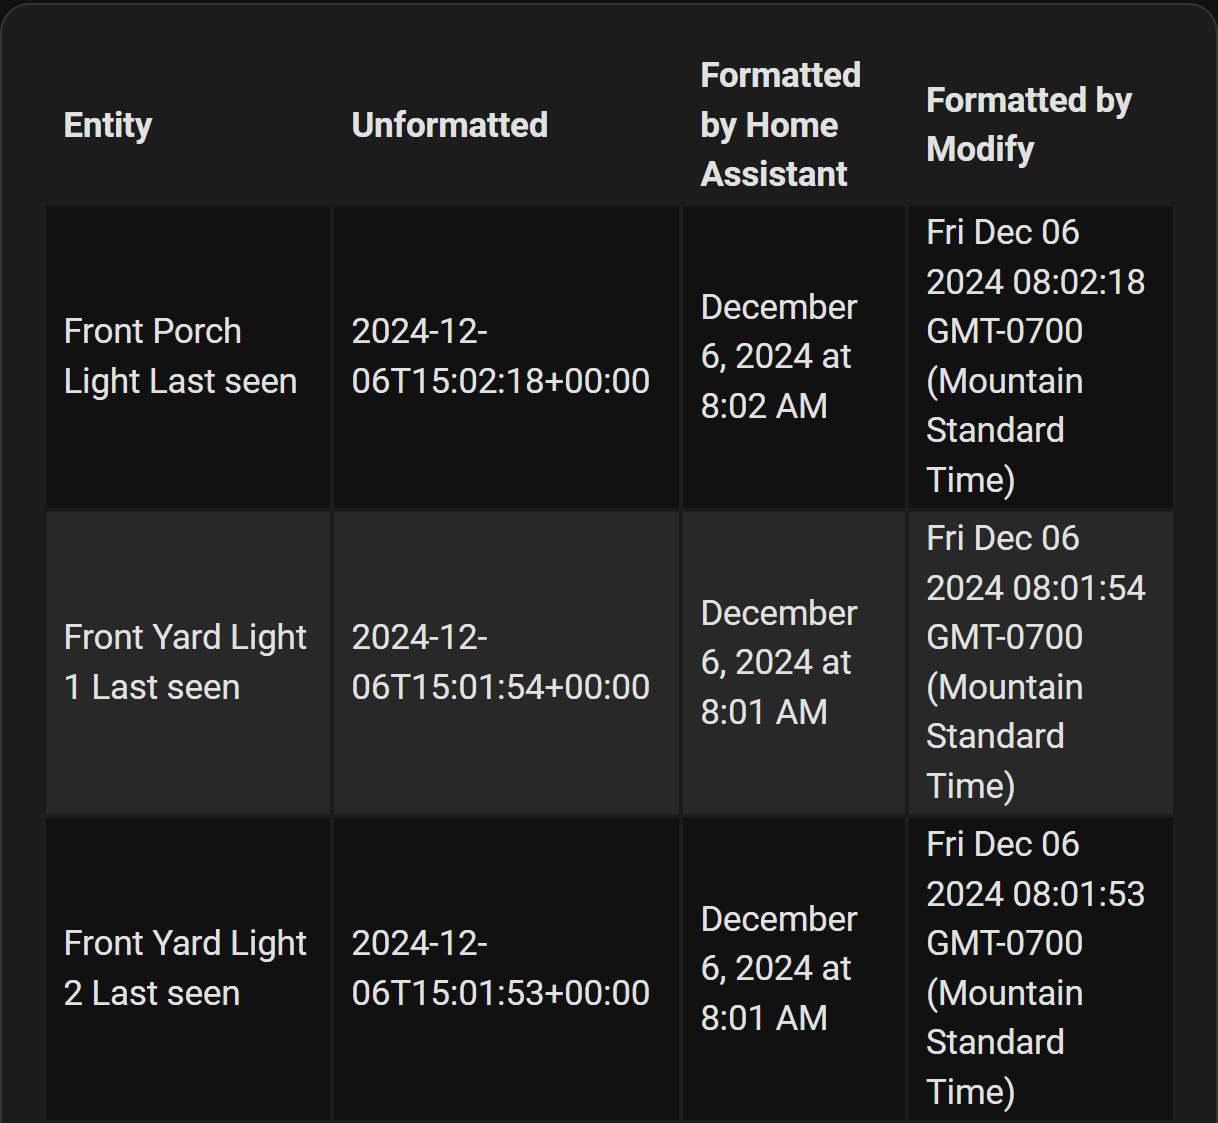 Entity
Unformatted
Formatted
by Home
Assistant
Formatted by
Modify
Front Porch
Light Last seen
2024-12-
06T15:02:18+00:00
December
6, 2024 at
8:02 AM
Fri Dec 06
2024 08:02:18
GMT-0700
(Mountain
Standard
Time)
Front Yard Light
1 Last seen
2024-12-
06T15:01:54+00:00
December
6, 2024 at
8:01 AM
Fri Dec 06
2024 08:01:54
GMT-0700
(Mountain
Standard
Time)
Front Yard Light
2 Last seen
2024-12-
06T15:01:53+00:00
December
6, 2024 at
8:01 AM
Fri Dec 06
2024 08:01:53
GMT-0700
(Mountain
Standard
Time)